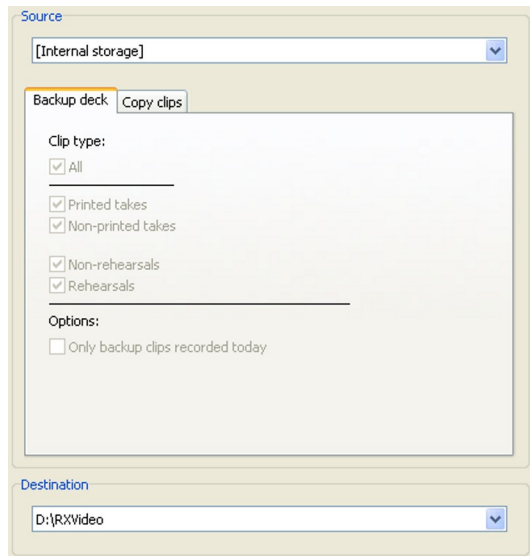 Source
[Internal storage]
Backup deck Copy clips
Clip type:
All
Printed takes
Non-printed takes
Non-rehearsals
Rehearsals
Options:
Only backup clips recorded today
Destination
D:\RXVideo